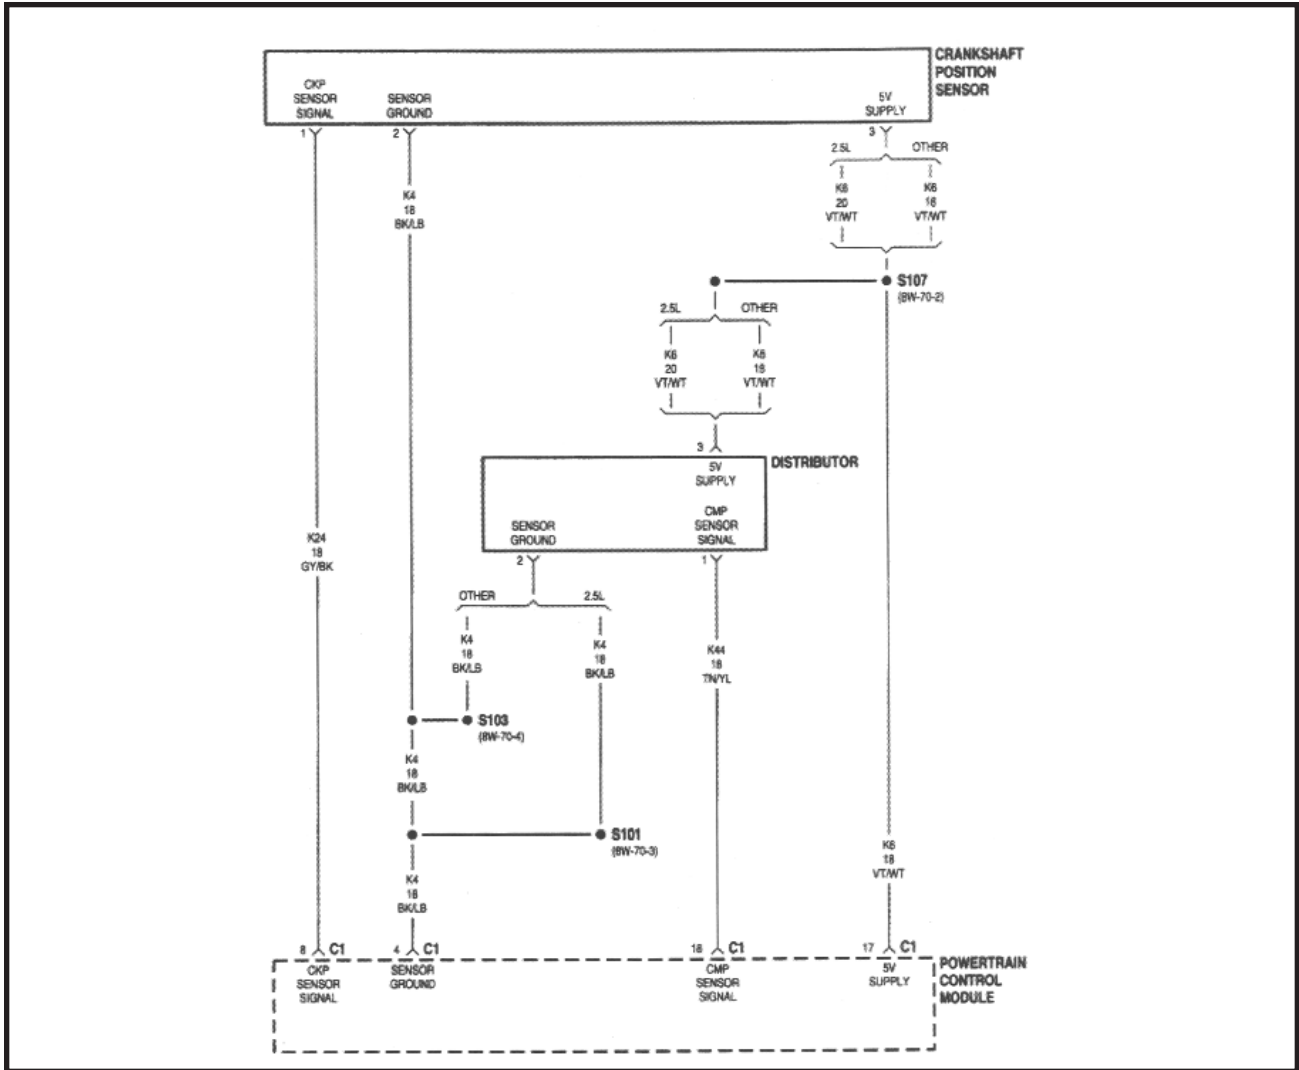 CRANKSHAFT
POSITION
SENSOR
CKP
SENSOR
SIGNAL
SENSOR
GROUND
5V
SUPPLY
1
2
3
2.5L
OTHER
K4
18
BK/LB
K6
20
VT/WT
K6
18
VT/WT
S107
(8W-70-2)
2.5L
OTHER
K6
20
VT/WT
K6
18
VT/WT
3
DISTRIBUTOR
5V
SUPPLY
SENSOR
GROUND
CMP
SENSOR
SIGNAL
2
1
K24
18
GY/BK
OTHER
2.5L
K4
18
BK/LB
K4
18
BK/LB
K44
18
TN/YL
S103
(8W-70-4)
K4
18
BK/LB
S101
(8W-70-3)
K6
18
VT/WT
K4
18
BK/LB
8 C1
4 C1
18 C1
17 C1
CKP
SENSOR
SIGNAL
SENSOR
GROUND
CMP
SENSOR
SIGNAL
5V
SUPPLY
POWERTRAIN
CONTROL
MODULE